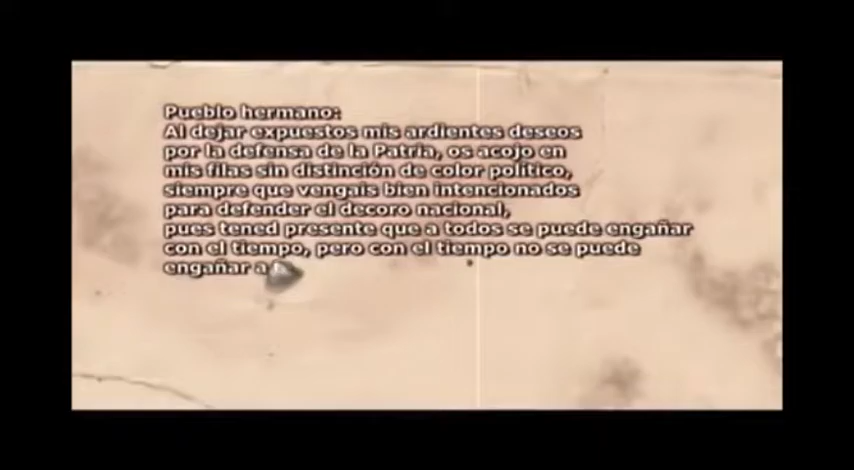 Pueblo hermano:
Al dejar expuestos mis ardientes deseos
por la defensa de la Patria, os acojo en
mis filas sin distinción de color político,
siempre que vengais bien intencionados
para defender el decoro nacional,
pues tened presente que a todos se puede engañar
con el tiempo, pero con el tiempo no se puede
engañar a